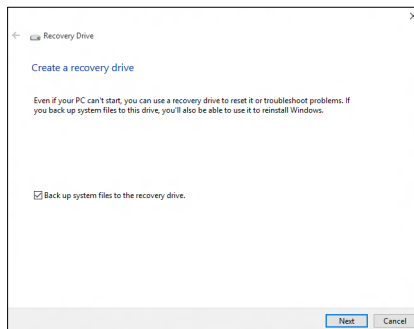 Recovery Drive
Create a recovery drive
Even if your PC can't start, you can use a recovery drive to reset it or troubleshoot problems. If
you back up system files to this drive, you'll also be able to use it to reinstall Windows.
Back up system files to the recovery drive.
Next Cancel